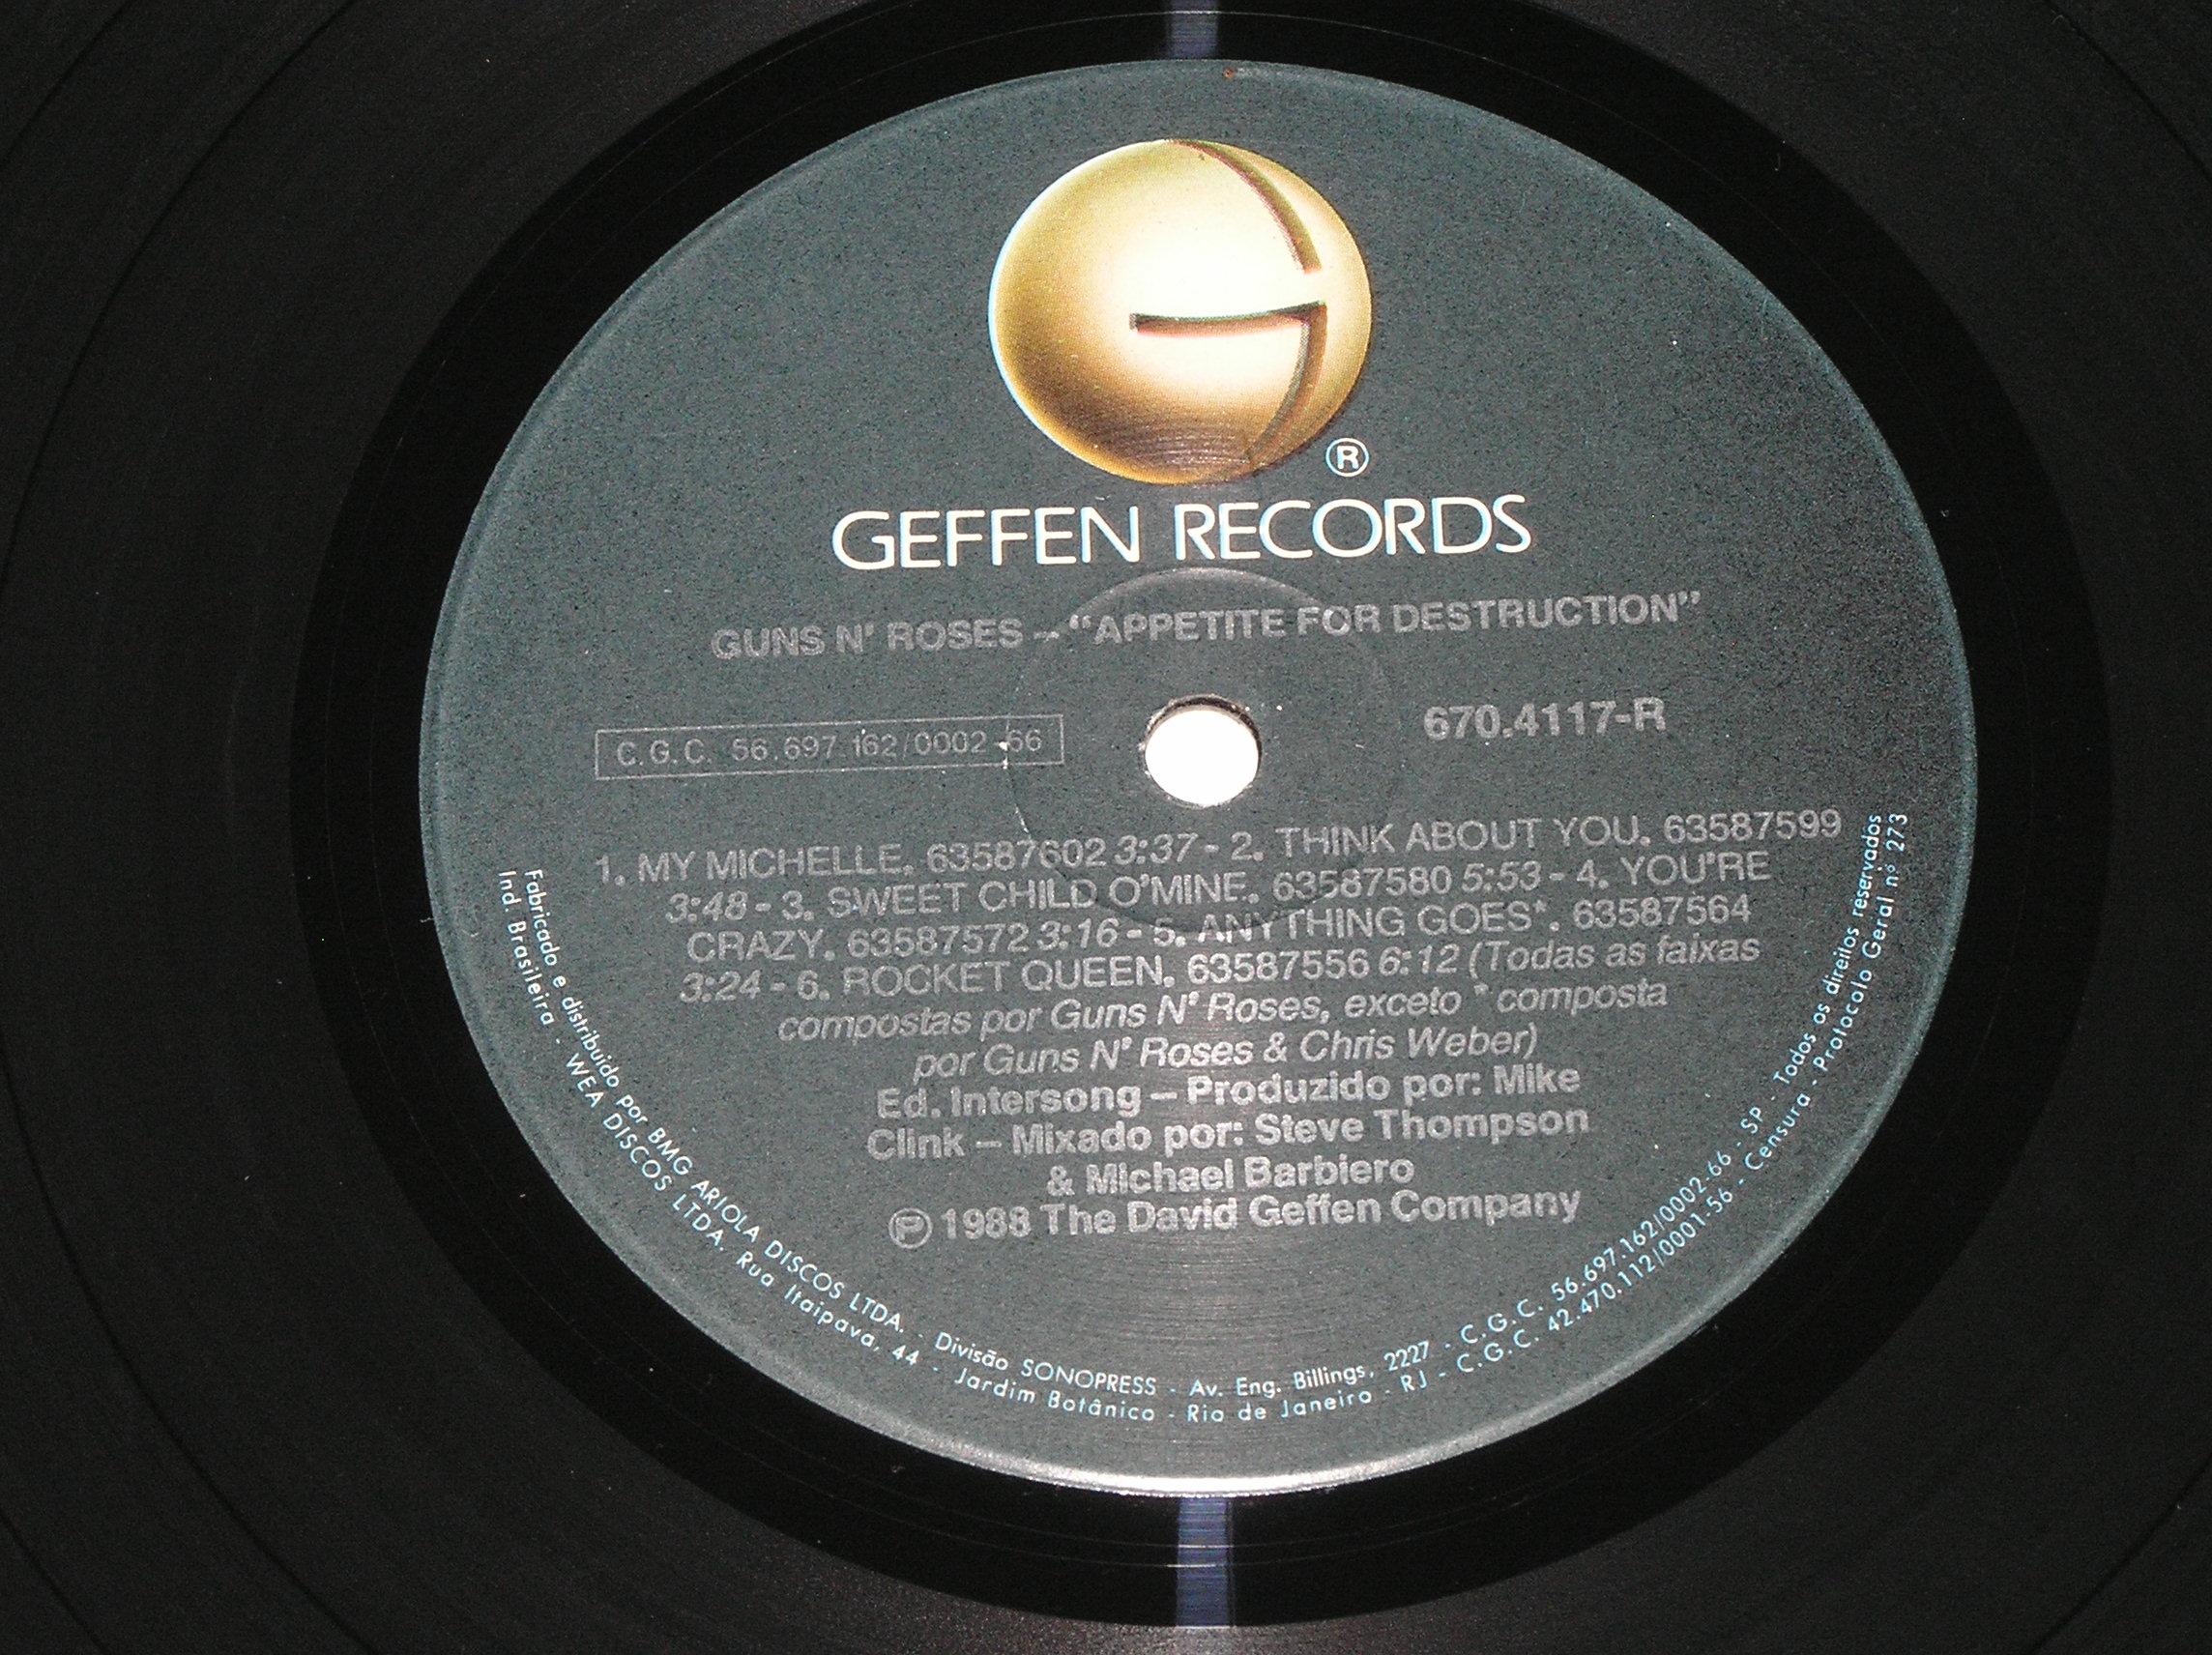 ®
GEFFEN RECORDS
GUNS N' ROSES – “APPETITE FOR DESTRUCTION”
C.G.C. 56.697.162/0002-66
670.4117-R
1. MY MICHELLE. 63587602 3:37 - 2. THINK ABOUT YOU. 63587599
3:48 - 3. SWEET CHILD O'MINE. 63587580 5:53 - 4. YOU'RE
CRAZY. 63587572 3:16 - 5. ANYTHING GOES*. 63587564
3:24 - 6. ROCKET QUEEN. 63587556 6:12 (Todas as faixas
compostas por Guns N' Roses, exceto * composta
por Guns N' Roses & Chris Weber)
Ed. Intersong – Produzido por: Mike
Clink – Mixado por: Steve Thompson
& Michael Barbiero
℗ 1988 The David Geffen Company
Fabricado e distribuído por BMG ARIOLA DISCOS LTDA. - Divisão SONOPRESS - Av. Eng. Billings, 2227 - C.G.C. 56.697.162/0002-66 - SP - Todos os direitos reservados
Ind. Brasileira - WEA DISCOS LTDA. Rua Itaipava, 44 - Jardim Botânico - Rio de Janeiro - RJ - C.G.C. 42.470.112/0001-56 - Censura - Protocolo Geral nº 273